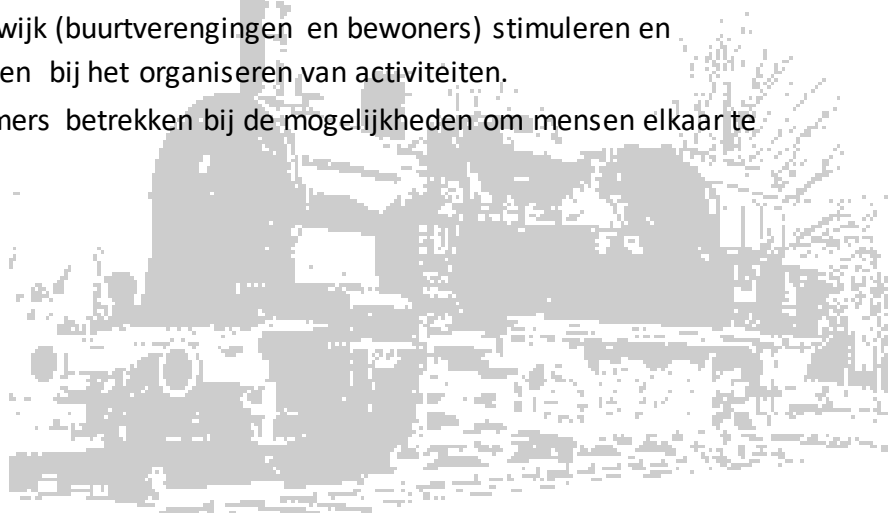 wijk (buurtverengingen en bewoners) stimuleren en
en bij het organiseren van activiteiten.
mers betrekken bij de mogelijkheden om mensen elkaar te